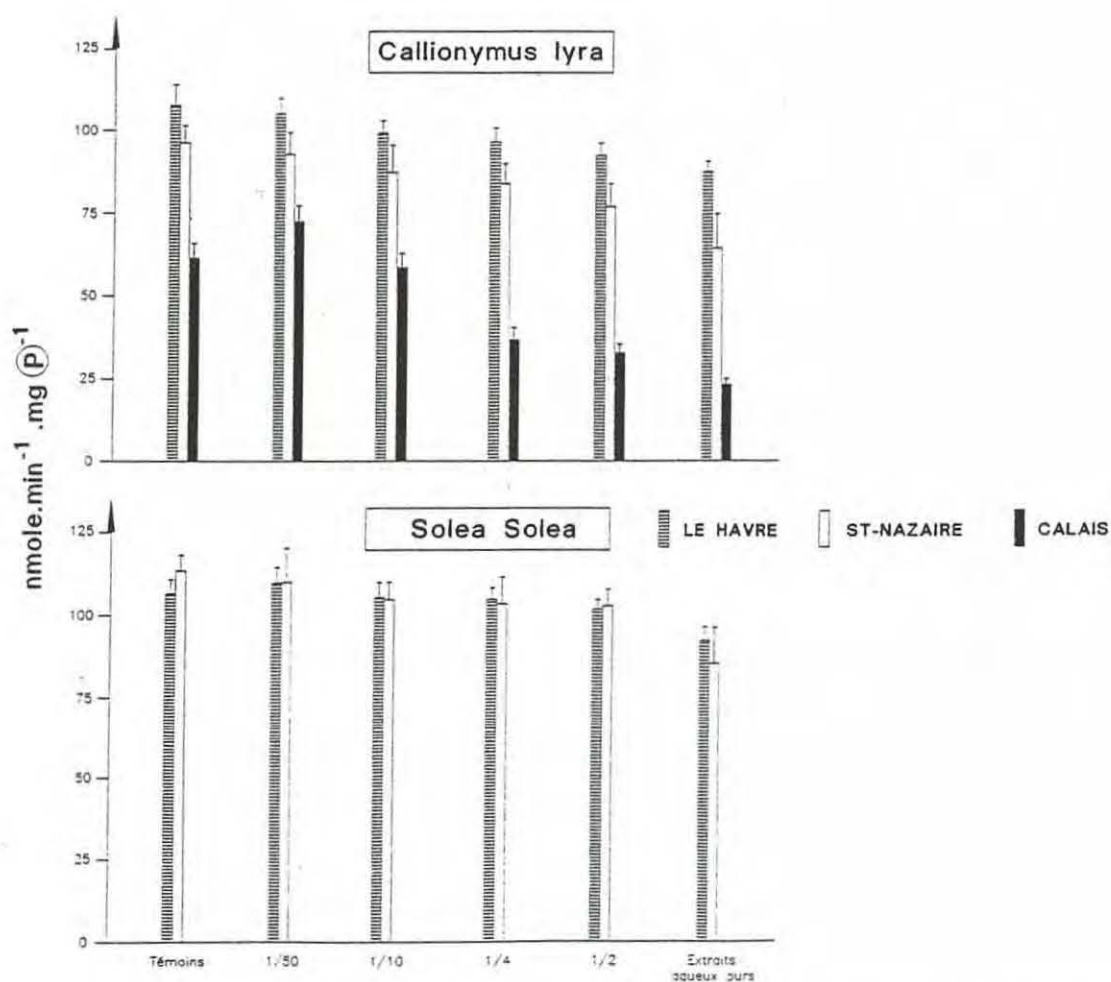 Callionymus lyra
125
100
75
50
25
0
nmole.min⁻¹ .mg Ⓟ⁻¹
Solea Solea
LE HAVRE
ST-NAZAIRE
CALAIS
125
100
75
50
25
0
Témoins
1/50
1/10
1/4
1/2
Extraits
aqueux purs